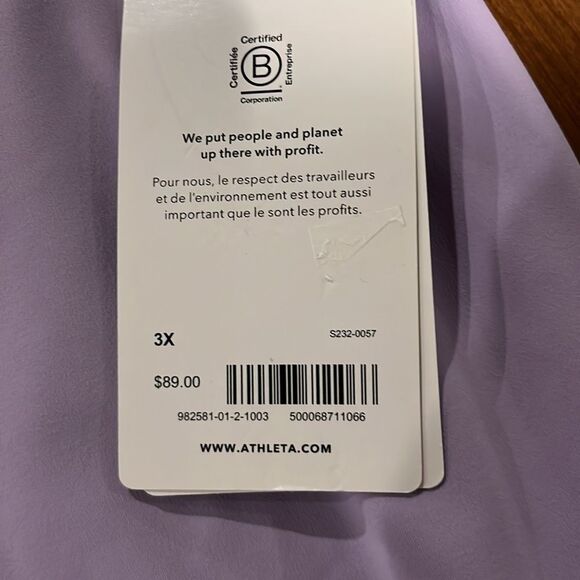 Certified
Certifiée
B
Entreprise
Corporation
We put people and planet
up there with profit.
Pour nous, le respect des travailleurs
et de l'environnement est tout aussi
important que le sont les profits.
3X
S232-0057
$89.00
982581-01-2-1003 500068711066
WWW.ATHLETA.COM